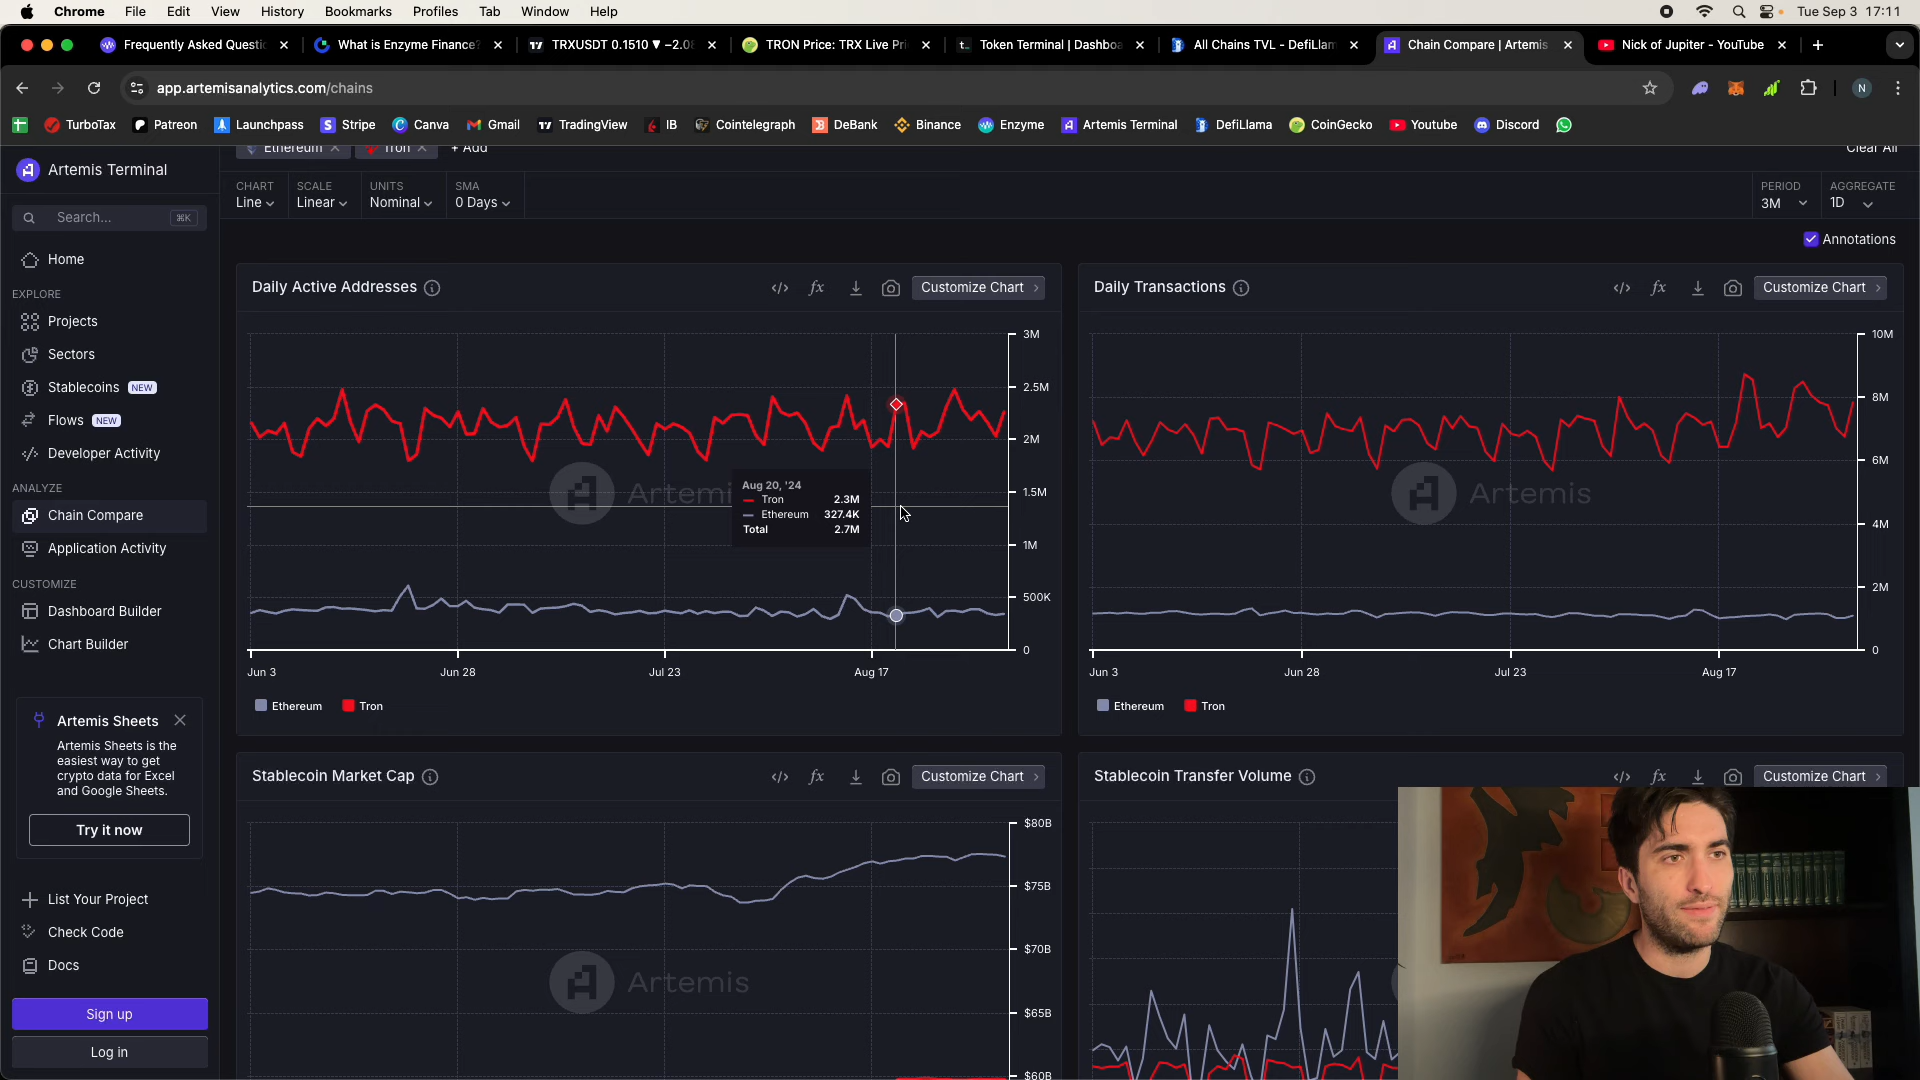 Chrome File Edit View History Bookmarks Profiles Tab Window Help Tue Sep 3 17:11
Frequently Asked Questi What is Enzyme Finance? TRXUSDT 0.1510 ▼ −2.0 TRON Price: TRX Live Pri Token Terminal | Dashboa All Chains TVL - DefiLlam Chain Compare | Artemis Nick of Jupiter - YouTube
app.artemisanalytics.com/chains N
TurboTax Patreon Launchpass Stripe Canva Gmail TradingView IB Cointelegraph DeBank Binance Enzyme Artemis Terminal DefiLlama CoinGecko Youtube Discord
Ethereum Tron + Add Clear All
Artemis Terminal
CHART SCALE UNITS SMA PERIOD AGGREGATE
Line Linear Nominal 0 Days 3M 1D
Search... ⌘K
Annotations
Home
EXPLORE
Projects
Sectors
Stablecoins NEW
Flows NEW
Developer Activity
ANALYZE
Chain Compare
Application Activity
CUSTOMIZE
Dashboard Builder
Chart Builder
Artemis Sheets
Artemis Sheets is the
easiest way to get
crypto data for Excel
and Google Sheets.
Try it now
List Your Project
Check Code
Docs
Sign up
Log in
Daily Active Addresses </> fx Customize Chart
3M
2.5M
2M
1.5M
1M
500K
0
Artemis
Aug 20, '24
Tron 2.3M
Ethereum 327.4K
Total 2.7M
Jun 3 Jun 28 Jul 23 Aug 17
Ethereum Tron
Daily Transactions </> fx Customize Chart
10M
8M
6M
4M
2M
0
Artemis
Jun 3 Jun 28 Jul 23 Aug 17
Ethereum Tron
Stablecoin Market Cap </> fx Customize Chart
$80B
$75B
$70B
$65B
$60B
Artemis
Stablecoin Transfer Volume </> fx Customize Chart